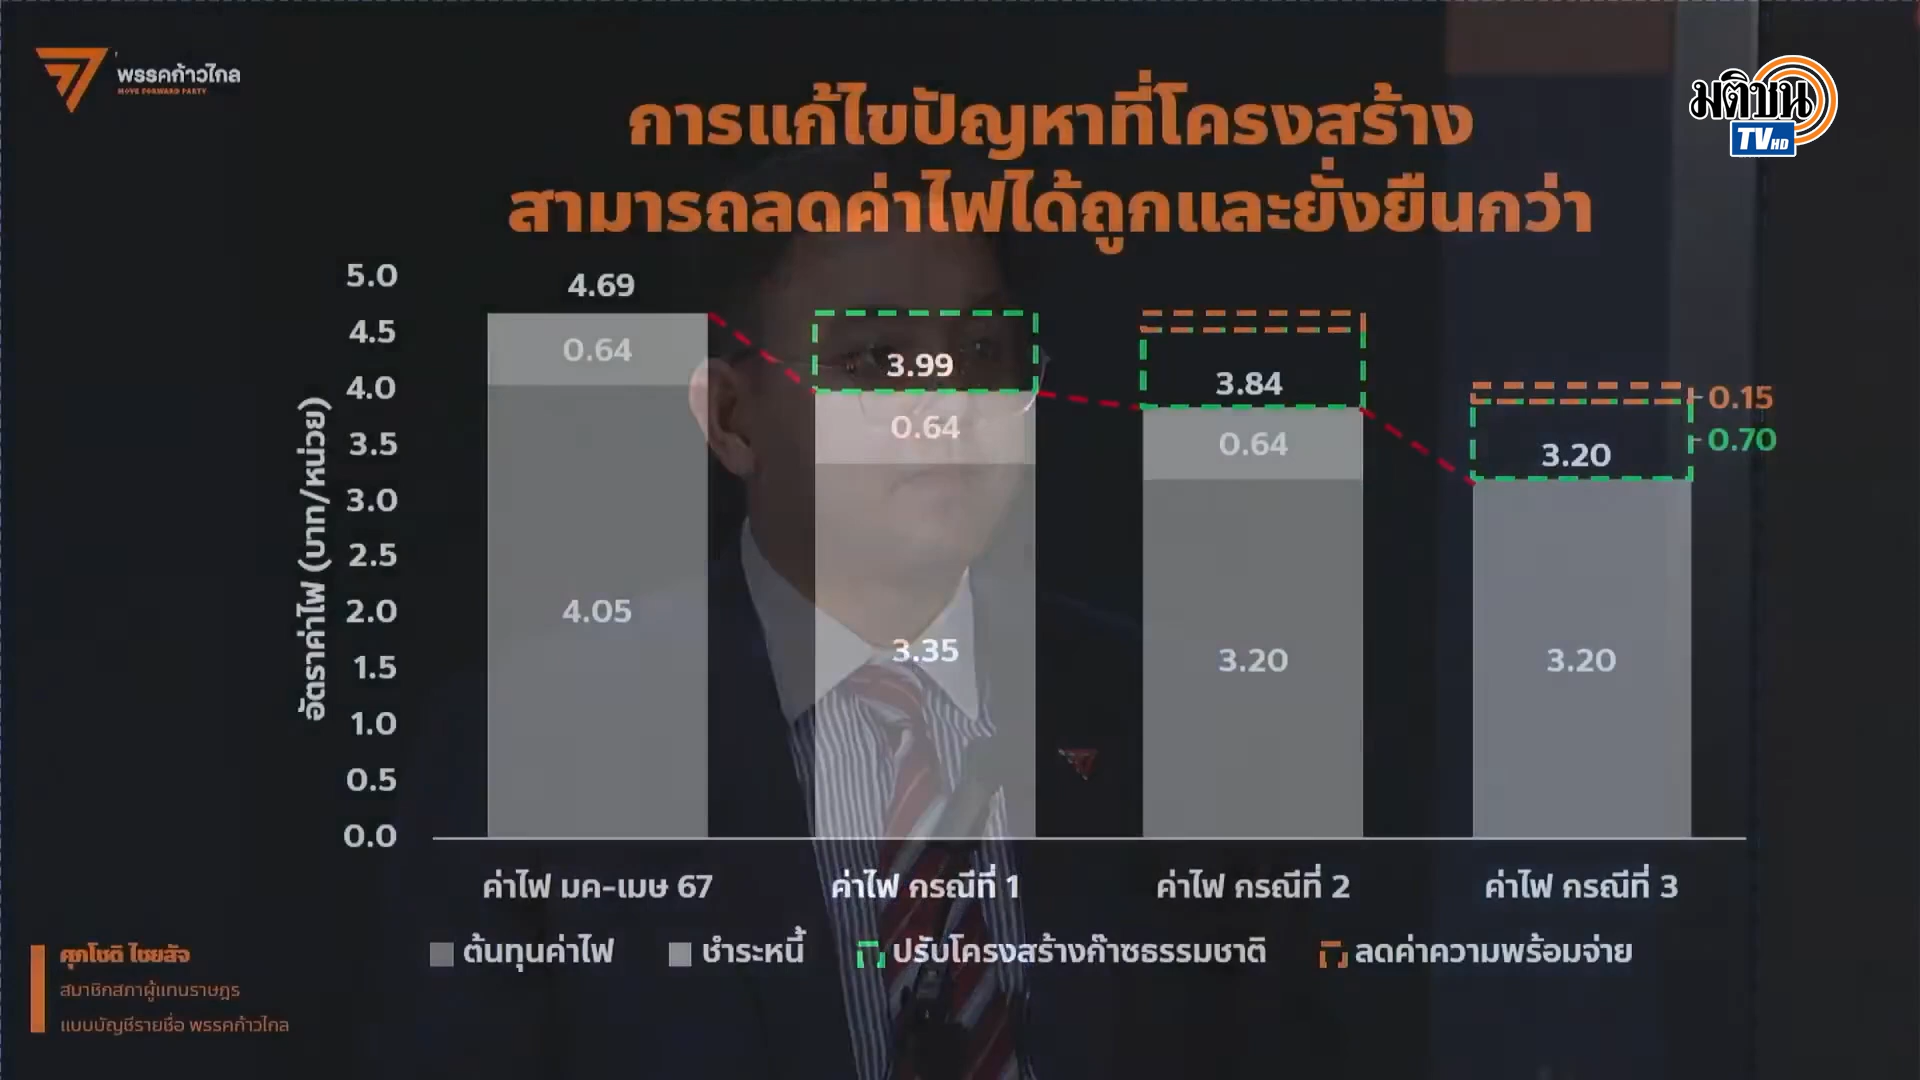 พรรคก้าวไกล
MOVE FORWARD PARTY
มติชน
TV HD
การแก้ไขปัญหาที่โครงสร้าง
สามารถลดค่าไฟได้ถูกและยั่งยืนกว่า
อัตราค่าไฟ (บาท/หน่วย)
5.0
4.5
4.0
3.5
3.0
2.5
2.0
1.5
1.0
0.5
0.0
4.69
0.64
4.05
3.99
0.64
3.35
3.84
0.64
3.20
3.20
3.20
0.15
0.70
ค่าไฟ มค-เมษ 67
ค่าไฟ กรณีที่ 1
ค่าไฟ กรณีที่ 2
ค่าไฟ กรณีที่ 3
ต้นทุนค่าไฟ
ชำระหนี้
ปรับโครงสร้างก๊าซธรรมชาติ
ลดค่าความพร้อมจ่าย
ศุภโชติ ไชยสัจ
สมาชิกสภาผู้แทนราษฎร
แบบบัญชีรายชื่อ พรรคก้าวไกล